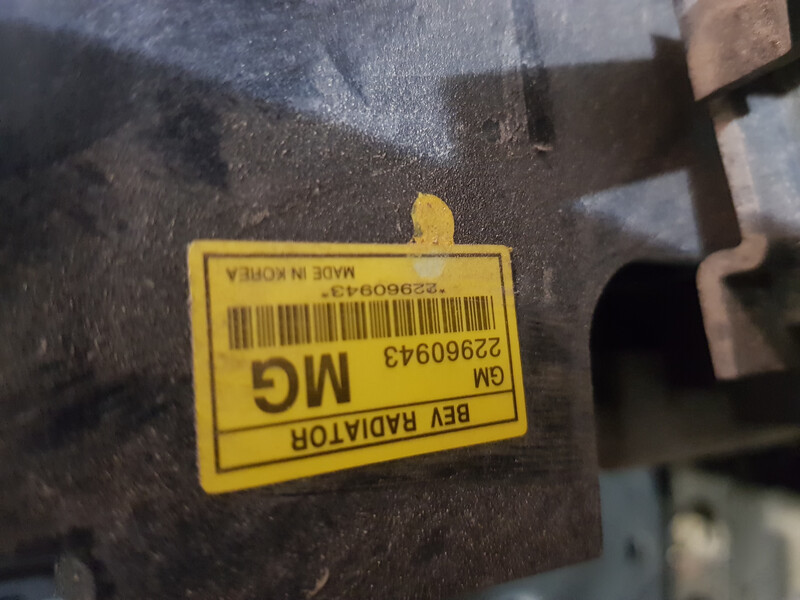 BEV RADIATOR
GM
MG
22960943
*22960943*
MADE IN KOREA